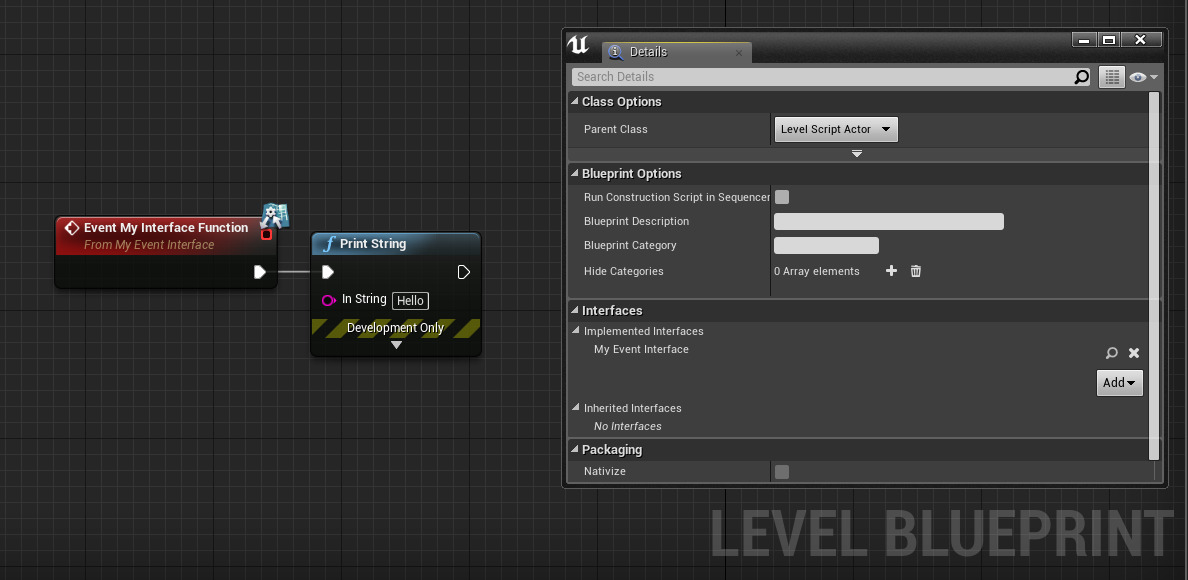 Event My Interface Function
From My Event Interface
Print String
In String Hello
Development Only
Details
Search Details
Class Options
Parent Class Level Script Actor
Blueprint Options
Run Construction Script in Sequencer
Blueprint Description
Blueprint Category
Hide Categories 0 Array elements
Interfaces
Implemented Interfaces
My Event Interface
Add
Inherited Interfaces
No Interfaces
Packaging
Nativize
LEVEL BLUEPRINT